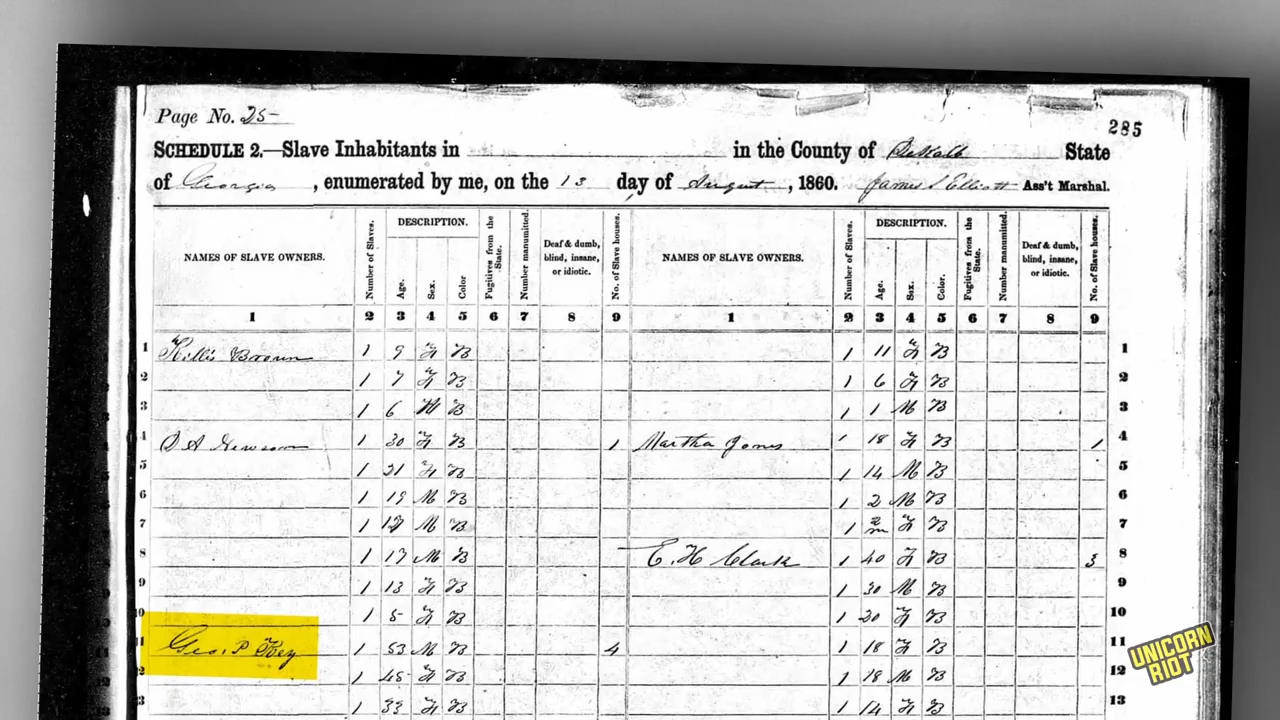 Page No. 25
285
SCHEDULE 2.—Slave Inhabitants in in the County of DeKalb State
of Georgia, enumerated by me, on the 13 day of August, 1860. James Elliott Ass't Marshal.
NAMES OF SLAVE OWNERS. Number of Slaves. DESCRIPTION. Age. Sex. Color Fugitives from the State. Number manumitted. Deaf & dumb, blind, insane, or idiotic. No. of Slave houses. NAMES OF SLAVE OWNERS. Number of Slaves. DESCRIPTION. Age. Sex. Color. Fugitives from the State. Number manumitted. Deaf & dumb, blind, insane, or idiotic. No. of Slave houses.
1 2 3 4 5 6 7 8 9 1 2 3 4 5 6 7 8 9
1 Killis Brown 1 9 F B 1 11 F B 1
2 1 7 F B 1 6 F B 2
3 1 6 M B 1 1 M B 3
4 1 30 F B 1 Martha Jones 1 18 F B 1 4
5 1 21 F B 1 14 M B 5
6 1 19 M B 1 2 M B 6
7 1 M B 1 2 m F B 7
8 1 17 M B E. H. Clark 1 40 F B 3 8
9 1 13 F B 1 30 M B 9
10 1 5 F B 1 20 F B 10
11 Geo. P Key 1 53 M B 4 1 18 F B 11
12 1 45 F B 1 18 M B 12
13 1 33 F B 1 14 F B 13
UNICORN
RIOT